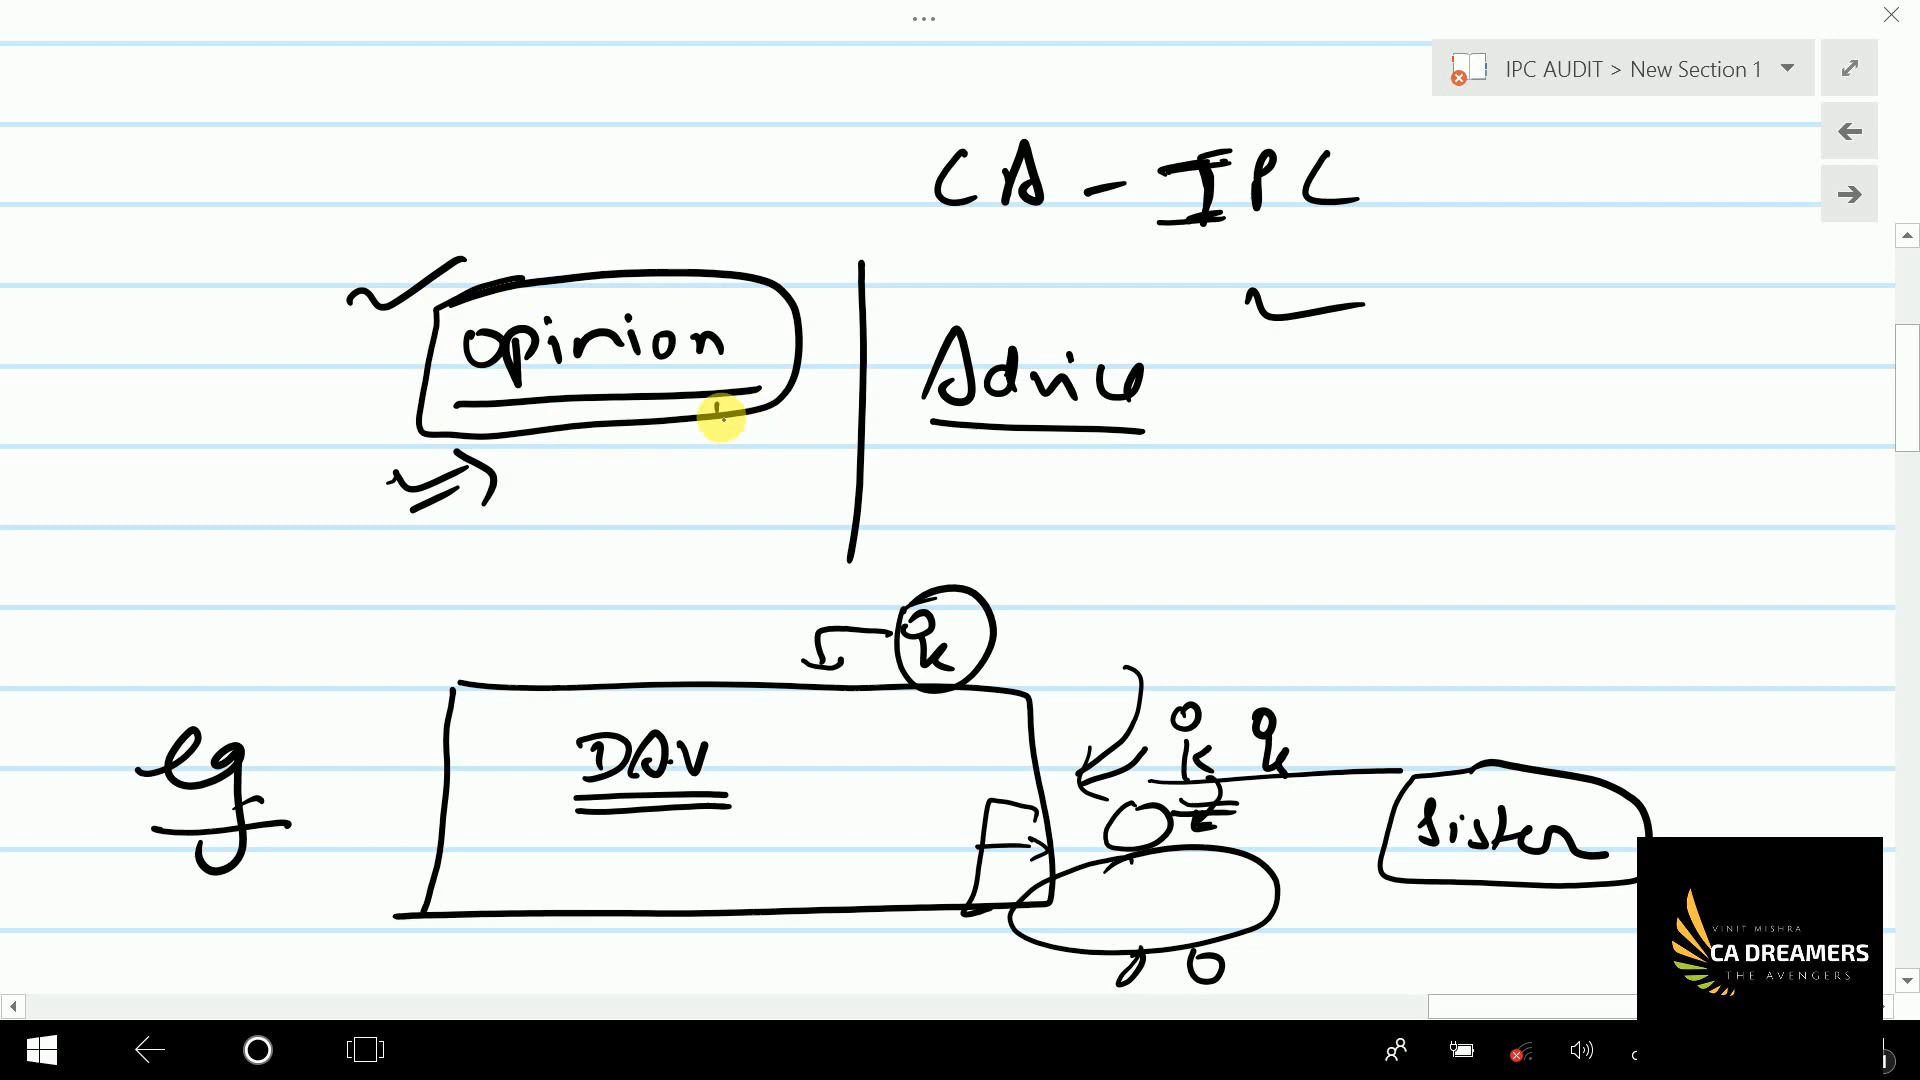 IPC AUDIT > New Section 1
CA - IPC
opinion
Advice
eg
DAV
Sister
VINIT MISHRA
CA DREAMERS
THE AVENGERS